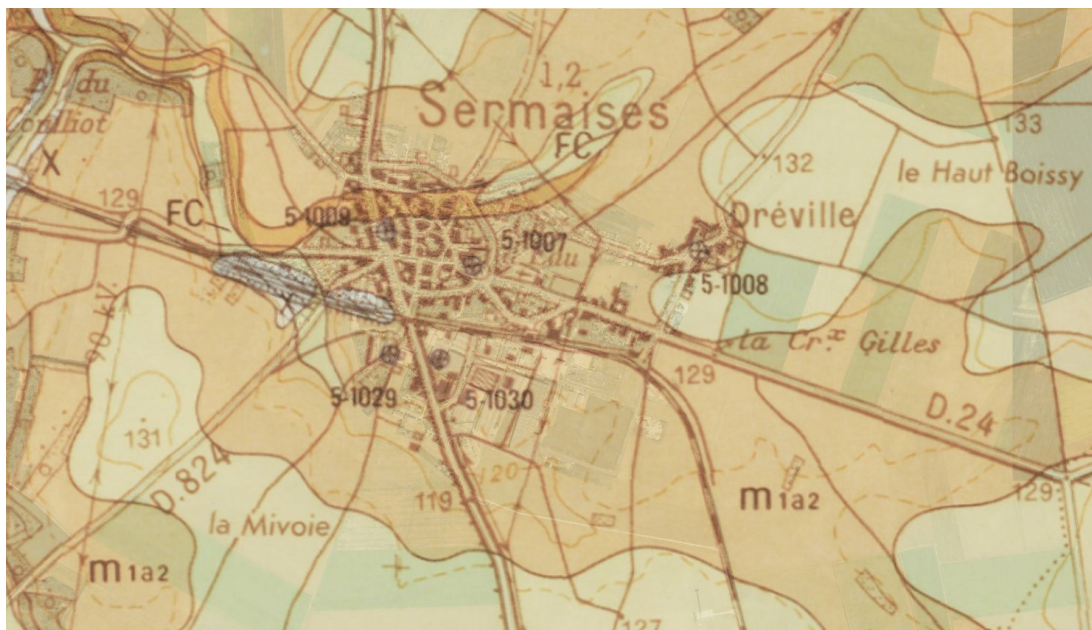 1,2
Sermaises
FC
133
132
le Haut Boissy
B. du
X
129
FC
5-1009
5-1007
Dréville
5-1008
90 kV.
X
la Cr.x Gilles
5-1029
5-1030
129
D.24
131
D.824
119
120
m1a2
129
la Mivoie
m1a2
127